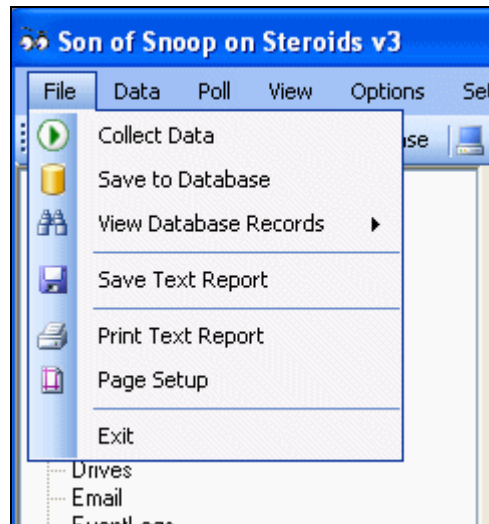 Son of Snoop on Steroids v3
File Data Poll View Options
Collect Data
Save to Database
View Database Records
Save Text Report
Print Text Report
Page Setup
Exit
Drives
Email